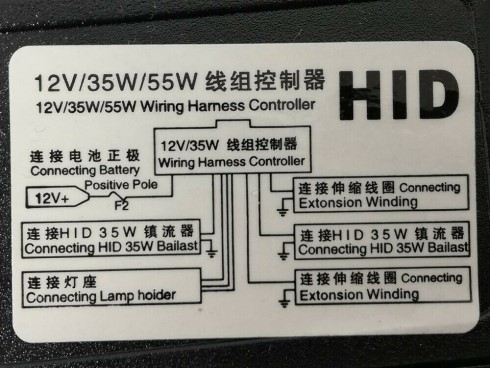 12V/35W/55W 线组控制器
12V/35W/55W Wiring Harness Controller
HID
12V/35W 线组控制器
Wiring Harness Controller
连接电池正极
Connecting Battery
Positive Pole
12V+
F2
连接伸缩线圈 Connecting
Extonsion Winding
连接HID 35W 镇流器
Connecting HID 35W Bailast
连接HID 35W 镇流器
Connecting HID 35W Bailast
连接灯座
Connecting Lamp hoider
连接伸缩线圈 Connecting
Extonsion Winding